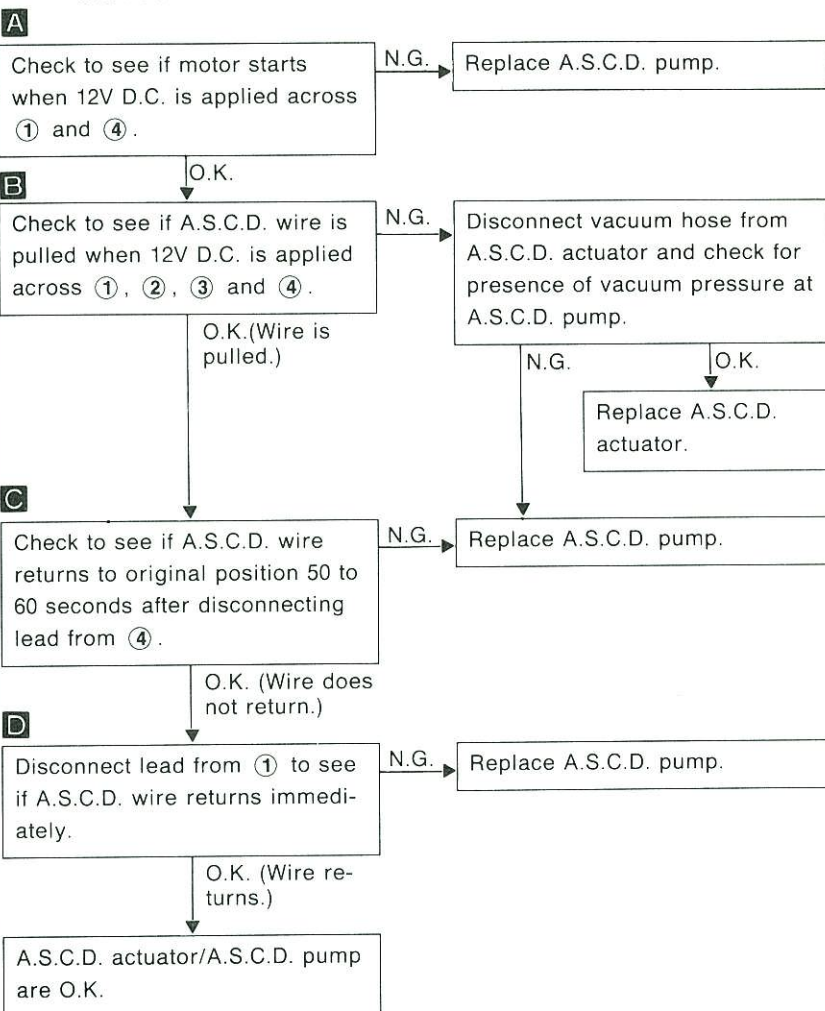 A
Check to see if motor starts
when 12V D.C. is applied across
① and ④.
N.G.
Replace A.S.C.D. pump.
O.K.
B
Check to see if A.S.C.D. wire is
pulled when 12V D.C. is applied
across ①, ②, ③ and ④.
N.G.
Disconnect vacuum hose from
A.S.C.D. actuator and check for
presence of vacuum pressure at
A.S.C.D. pump.
O.K.(Wire is
pulled.)
N.G.
O.K.
Replace A.S.C.D.
actuator.
C
Check to see if A.S.C.D. wire
returns to original position 50 to
60 seconds after disconnecting
lead from ④.
N.G.
Replace A.S.C.D. pump.
O.K. (Wire does
not return.)
D
Disconnect lead from ① to see
if A.S.C.D. wire returns immedi-
ately.
N.G.
Replace A.S.C.D. pump.
O.K. (Wire re-
turns.)
A.S.C.D. actuator/A.S.C.D. pump
are O.K.